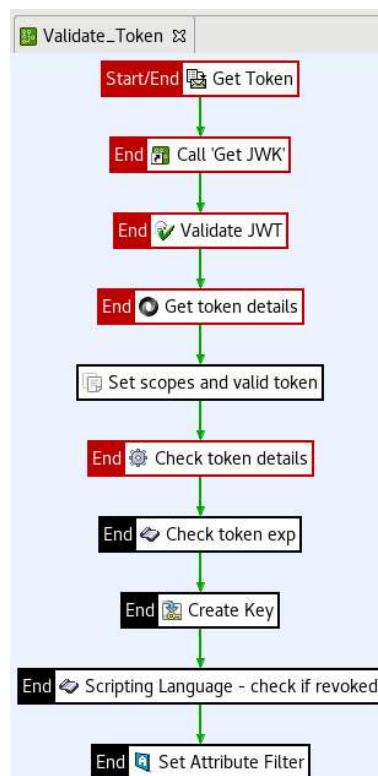 Validate_Token
Start/End Get Token
End Call 'Get JWK'
End Validate JWT
End Get token details
Set scopes and valid token
End Check token details
End Check token exp
End Create Key
End Scripting Language - check if revoked
End Set Attribute Filter